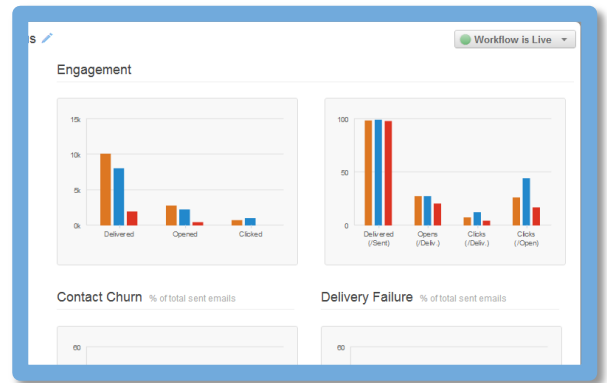 us
Workflow is Live
Engagement
15k
10k
5k
0k
Delivered Opened Clicked
100
50
0
Delivered Opens Clicks Clicks
(/Sent) (/Deliv.) (/Deliv.) (/Open)
Contact Churn % of total sent emails
Delivery Failure % of total sent emails
60
60